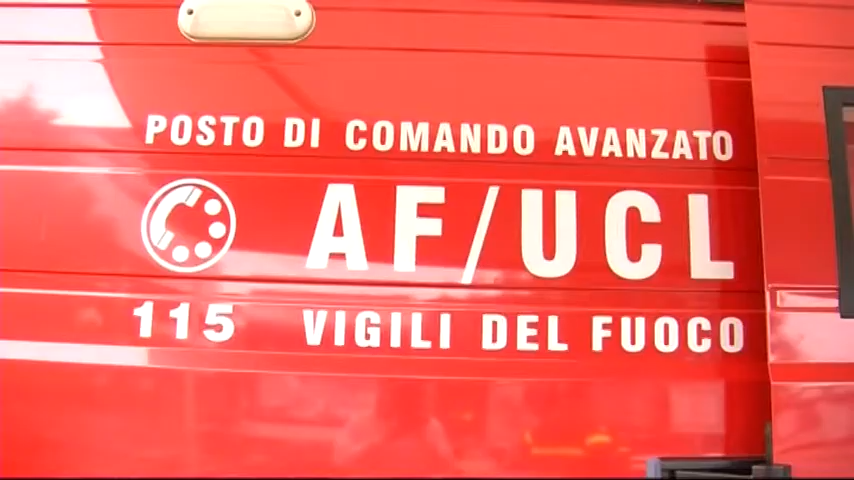 POSTO DI COMANDO AVANZATO
AF/UCL
115 VIGILI DEL FUOCO